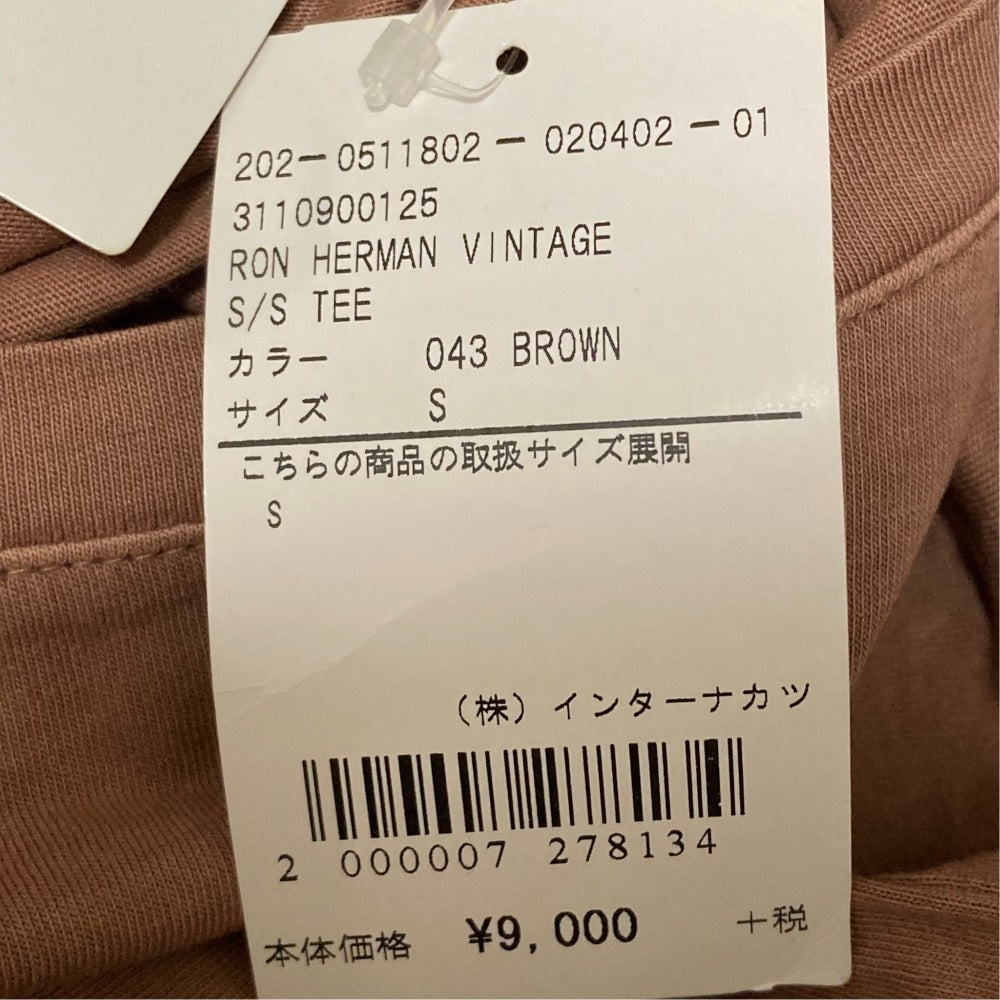 202-0511802-020402-01
3110900125
RON HERMAN VINTAGE
S/S TEE
カラー 043 BROWN
サイズ S
こちらの商品の取扱サイズ展開
S
(株)インターナカツ
2 000007 278134
本体価格 ¥9,000 +税